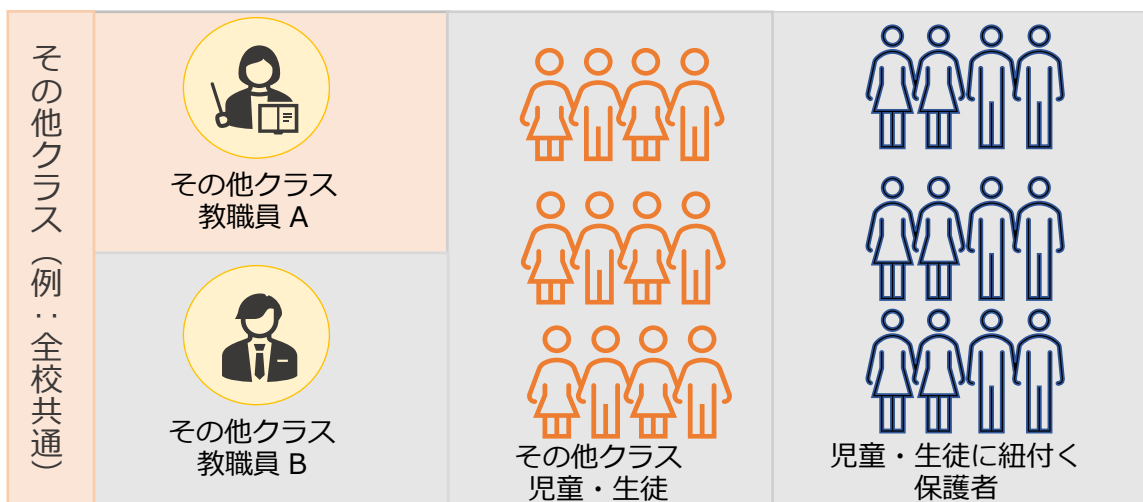 その他クラス（例：全校共通）
その他クラス
教職員 A
その他クラス
教職員 B
その他クラス
児童・生徒
児童・生徒に紐付く
保護者